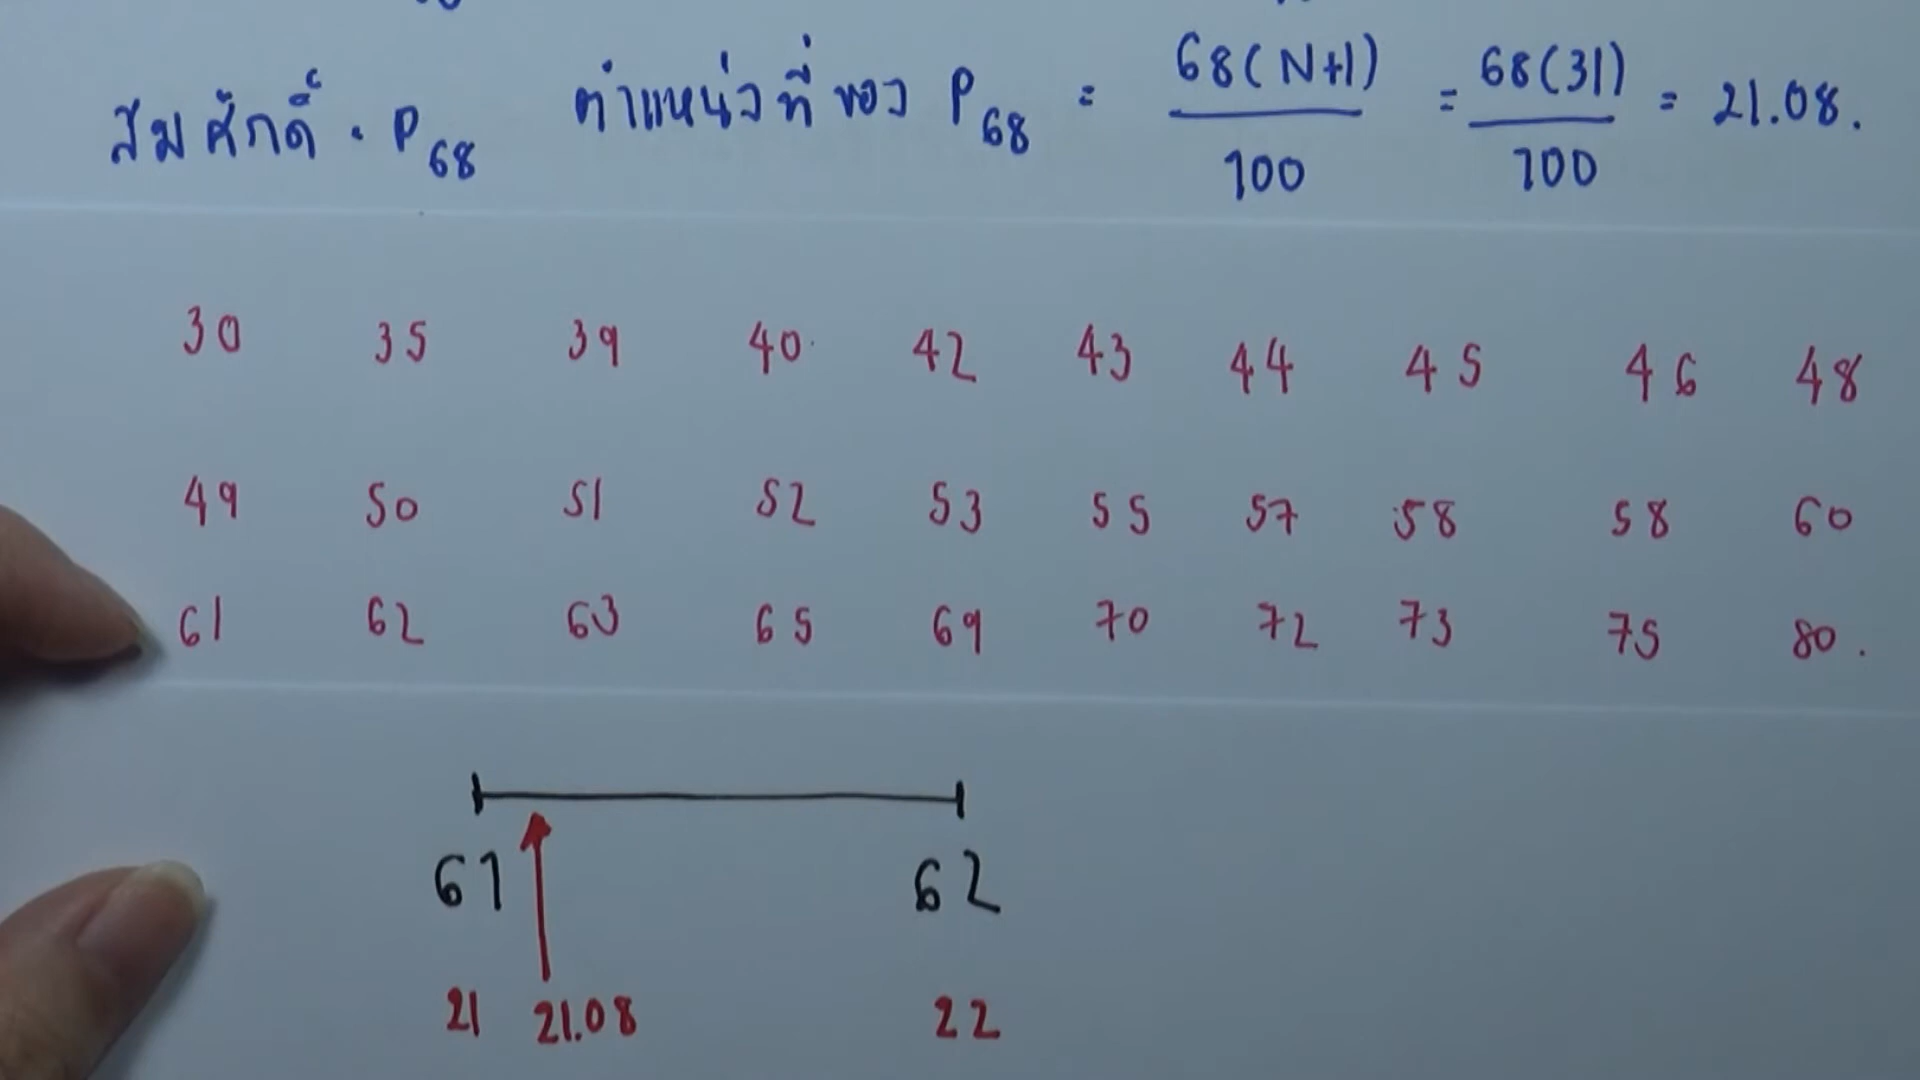 สมศักดิ์ = P68 ตำแหน่งที่ของ P68 = 68(N+1)/100 = 68(31)/100 = 21.08.
30 35 39 40 42 43 44 45 46 48
49 50 51 52 53 55 57 58 58 60
61 62 63 65 69 70 72 73 75 80.
61 62
21 21.08 22